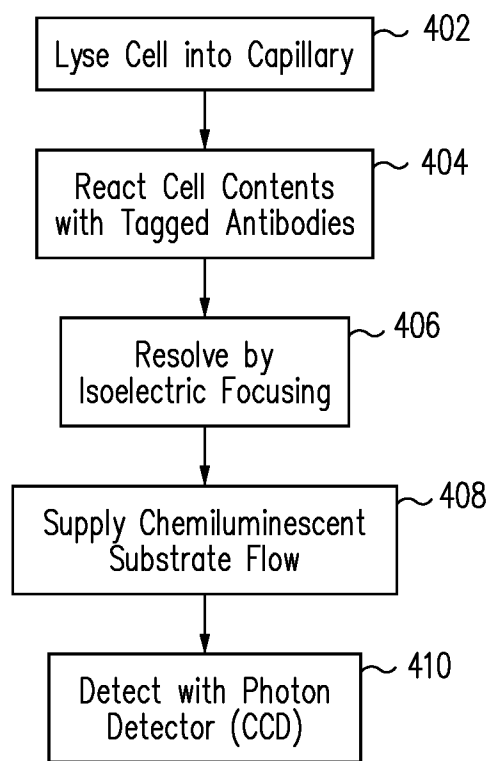 Lyse Cell into Capillary
402
React Cell Contents
with Tagged Antibodies
404
Resolve by
Isoelectric Focusing
406
Supply Chemiluminescent
Substrate Flow
408
Detect with Photon
Detector (CCD)
410